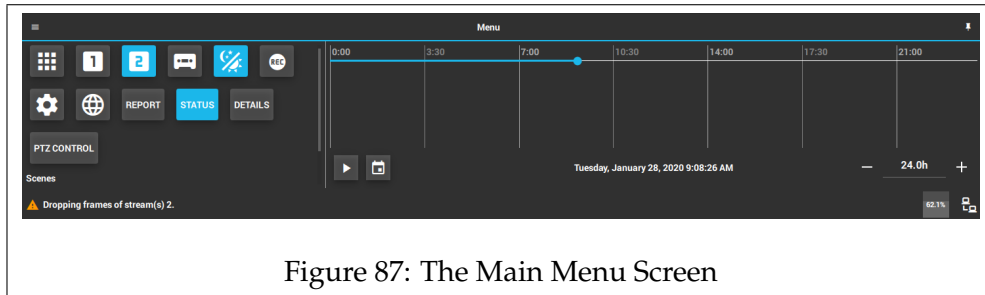 Menu
0:00 3:30 7:00 10:30 14:00 17:30 21:00
1 2 REC
REPORT STATUS DETAILS
PTZ CONTROL
Tuesday, January 28, 2020 9:08:26 AM — 24.0h +
Scenes
Dropping frames of stream(s) 2. 62.1%
Figure 87: The Main Menu Screen